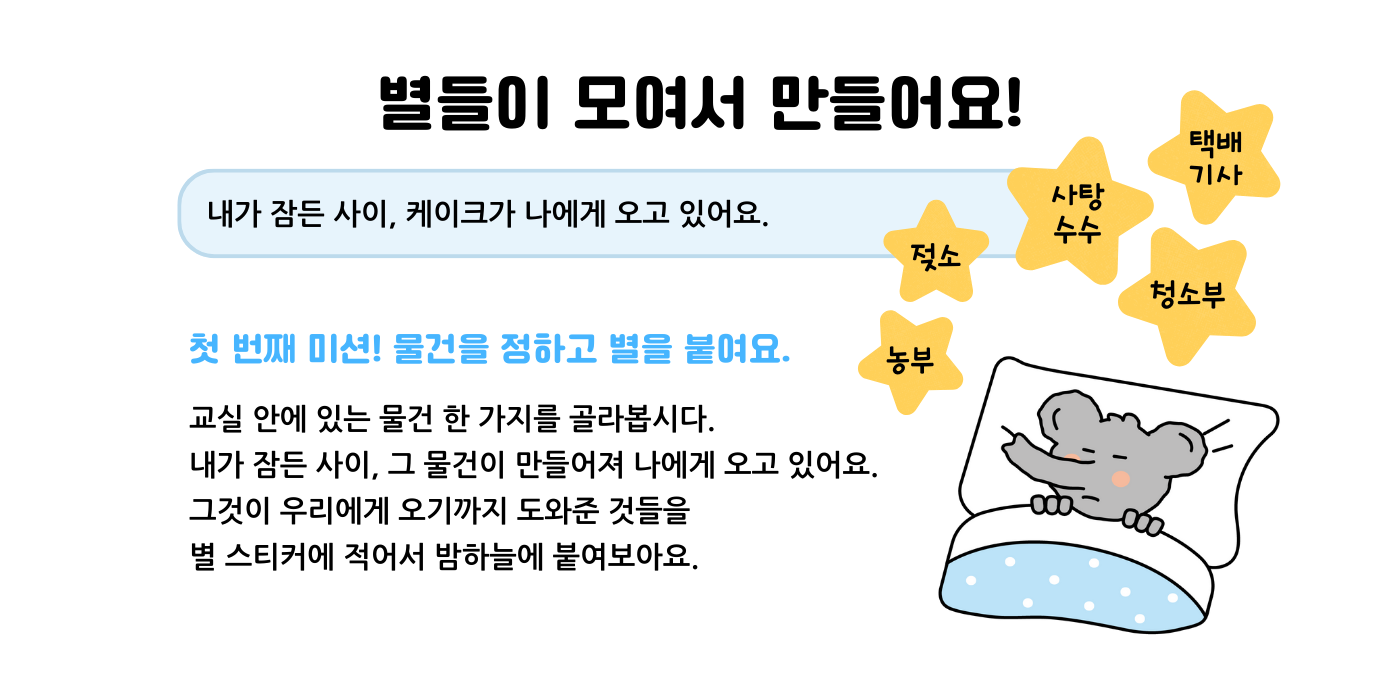 별들이 모여서 만들어요!
내가 잠든 사이, 케이크가 나에게 오고 있어요.
택배
기사
사탕
수수
젖소
청소부
농부
첫 번째 미션! 물건을 정하고 별을 붙여요.
교실 안에 있는 물건 한 가지를 골라봅시다.
내가 잠든 사이, 그 물건이 만들어져 나에게 오고 있어요.
그것이 우리에게 오기까지 도와준 것들을
별 스티커에 적어서 밤하늘에 붙여보아요.